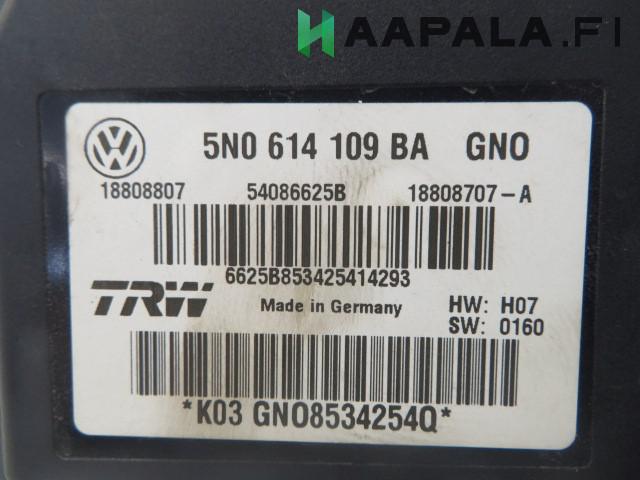 HAAPALA.FI
5N0 614 109 BA GNO
18808807 54086625B 18808707-A
6625B853425414293
TRW Made in Germany HW: H07
SW: 0160
*K03 GNO8534254Q*